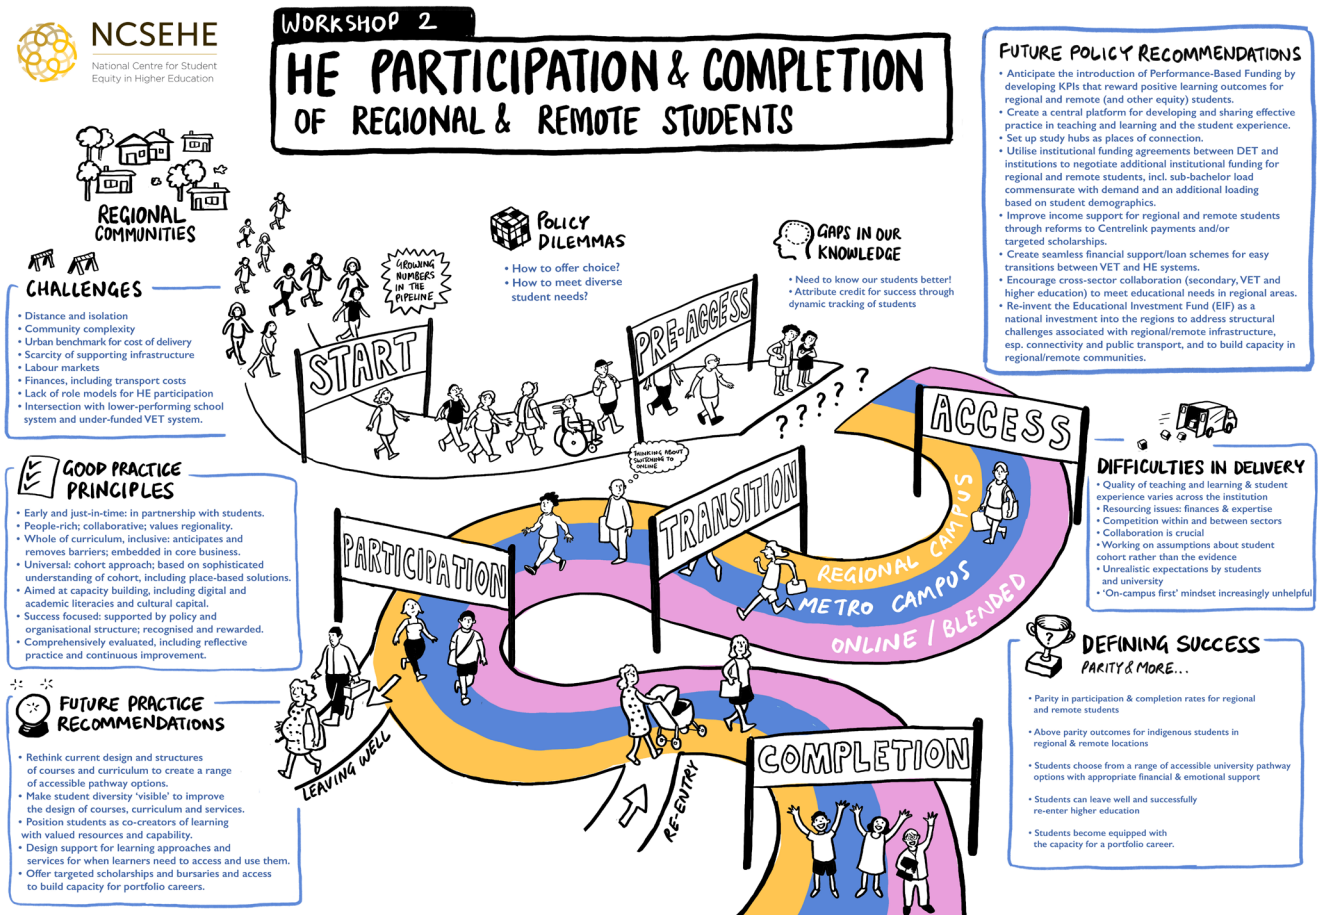 NCSEHE
National Centre for Student
Equity in Higher Education
WORKSHOP 2
HE PARTICIPATION & COMPLETION
OF REGIONAL & REMOTE STUDENTS
REGIONAL
COMMUNITIES
CHALLENGES
• Distance and isolation
• Community complexity
• Urban benchmark for cost of delivery
• Scarcity of supporting infrastructure
• Labour markets
• Finances, including transport costs
• Lack of role models for HE participation
• Intersection with lower-performing school
system and under-funded VET system.
GOOD PRACTICE
PRINCIPLES
• Early and just-in-time: in partnership with students.
• People-rich; collaborative; values regionality.
• Whole of curriculum, inclusive: anticipates and
removes barriers; embedded in core business.
• Universal: cohort approach; based on sophisticated
understanding of cohort, including place-based solutions.
• Aimed at capacity building, including digital and
academic literacies and cultural capital.
• Success focused: supported by policy and
organisational structure; recognised and rewarded.
• Comprehensively evaluated, including reflective
practice and continuous improvement.
FUTURE PRACTICE
RECOMMENDATIONS
• Rethink current design and structures
of courses and curriculum to create a range
of accessible pathway options.
• Make student diversity ‘visible’ to improve
the design of courses, curriculum and services.
• Position students as co-creators of learning
with valued resources and capability.
• Design support for learning approaches and
services for when learners need to access and use them.
• Offer targeted scholarships and bursaries and access
to build capacity for portfolio careers.
GROWING
NUMBERS
IN THE
PIPELINE
POLICY
DILEMMAS
• How to offer choice?
• How to meet diverse
student needs?
GAPS IN OUR
KNOWLEDGE
• Need to know our students better!
• Attribute credit for success through
dynamic tracking of students
START
PRE-ACCESS
? ? ? ? ?
ACCESS
THINKING ABOUT
SWITCHING TO
ONLINE
TRANSITION
REGIONAL CAMPUS
METRO CAMPUS
ONLINE / BLENDED
PARTICIPATION
LEAVING WELL
RE-ENTRY
COMPLETION
FUTURE POLICY RECOMMENDATIONS
• Anticipate the introduction of Performance-Based Funding by
developing KPIs that reward positive learning outcomes for
regional and remote (and other equity) students.
• Create a central platform for developing and sharing effective
practice in teaching and learning and the student experience.
• Set up study hubs as places of connection.
• Utilise institutional funding agreements between DET and
institutions to negotiate additional institutional funding for
regional and remote students, incl. sub-bachelor load
commensurate with demand and an additional loading
based on student demographics.
• Improve income support for regional and remote students
through reforms to Centrelink payments and/or
targeted scholarships.
• Create seamless financial support/loan schemes for easy
transitions between VET and HE systems.
• Encourage cross-sector collaboration (secondary, VET and
higher education) to meet educational needs in regional areas.
• Re-invent the Educational Investment Fund (EIF) as a
national investment into the regions to address structural
challenges associated with regional/remote infrastructure,
esp. connectivity and public transport, and to build capacity in
regional/remote communities.
DIFFICULTIES IN DELIVERY
• Quality of teaching and learning & student
experience varies across the institution
• Resourcing issues: finances & expertise
• Competition within and between sectors
• Collaboration is crucial
• Working on assumptions about student
cohort rather than the evidence
• Unrealistic expectations by students
and university
• ‘On-campus first’ mindset increasingly unhelpful
?
DEFINING SUCCESS
PARITY & MORE...
• Parity in participation & completion rates for regional
and remote students
• Above parity outcomes for indigenous students in
regional & remote locations
• Students choose from a range of accessible university pathway
options with appropriate financial & emotional support
• Students can leave well and successfully
re-enter higher education
• Students become equipped with
the capacity for a portfolio career.